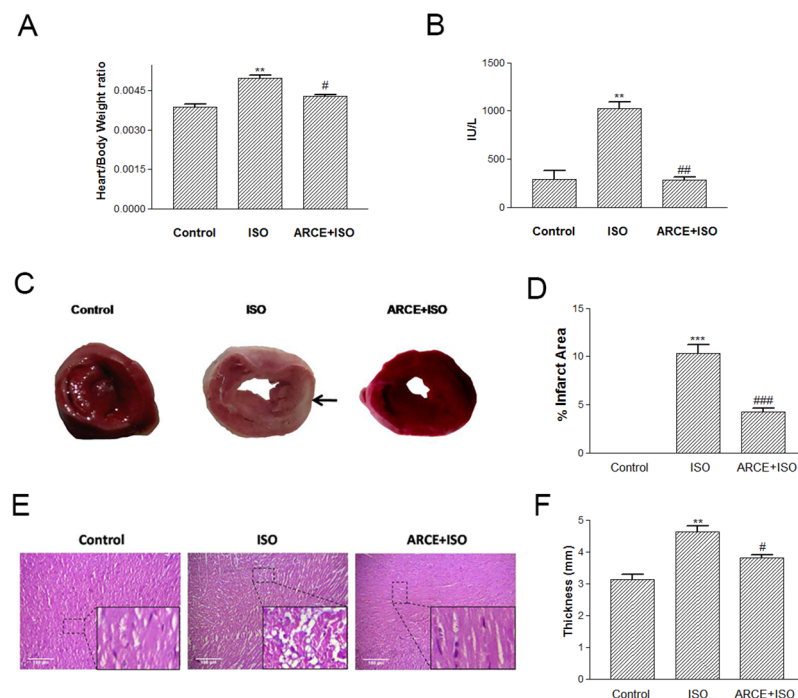 A
Heart/Body Weight ratio
0.0045
0.0030
0.0015
0.0000
**
#
Control ISO ARCE+ISO
B
IU/L
1500
1000
500
0
**
##
Control ISO ARCE+ISO
C
Control ISO ARCE+ISO
D
% Infarct Area
15
10
5
0
***
###
Control ISO ARCE+ISO
E
Control ISO ARCE+ISO
F
Thickness (mm)
5
4
3
2
1
0
**
#
Control ISO ARCE+ISO